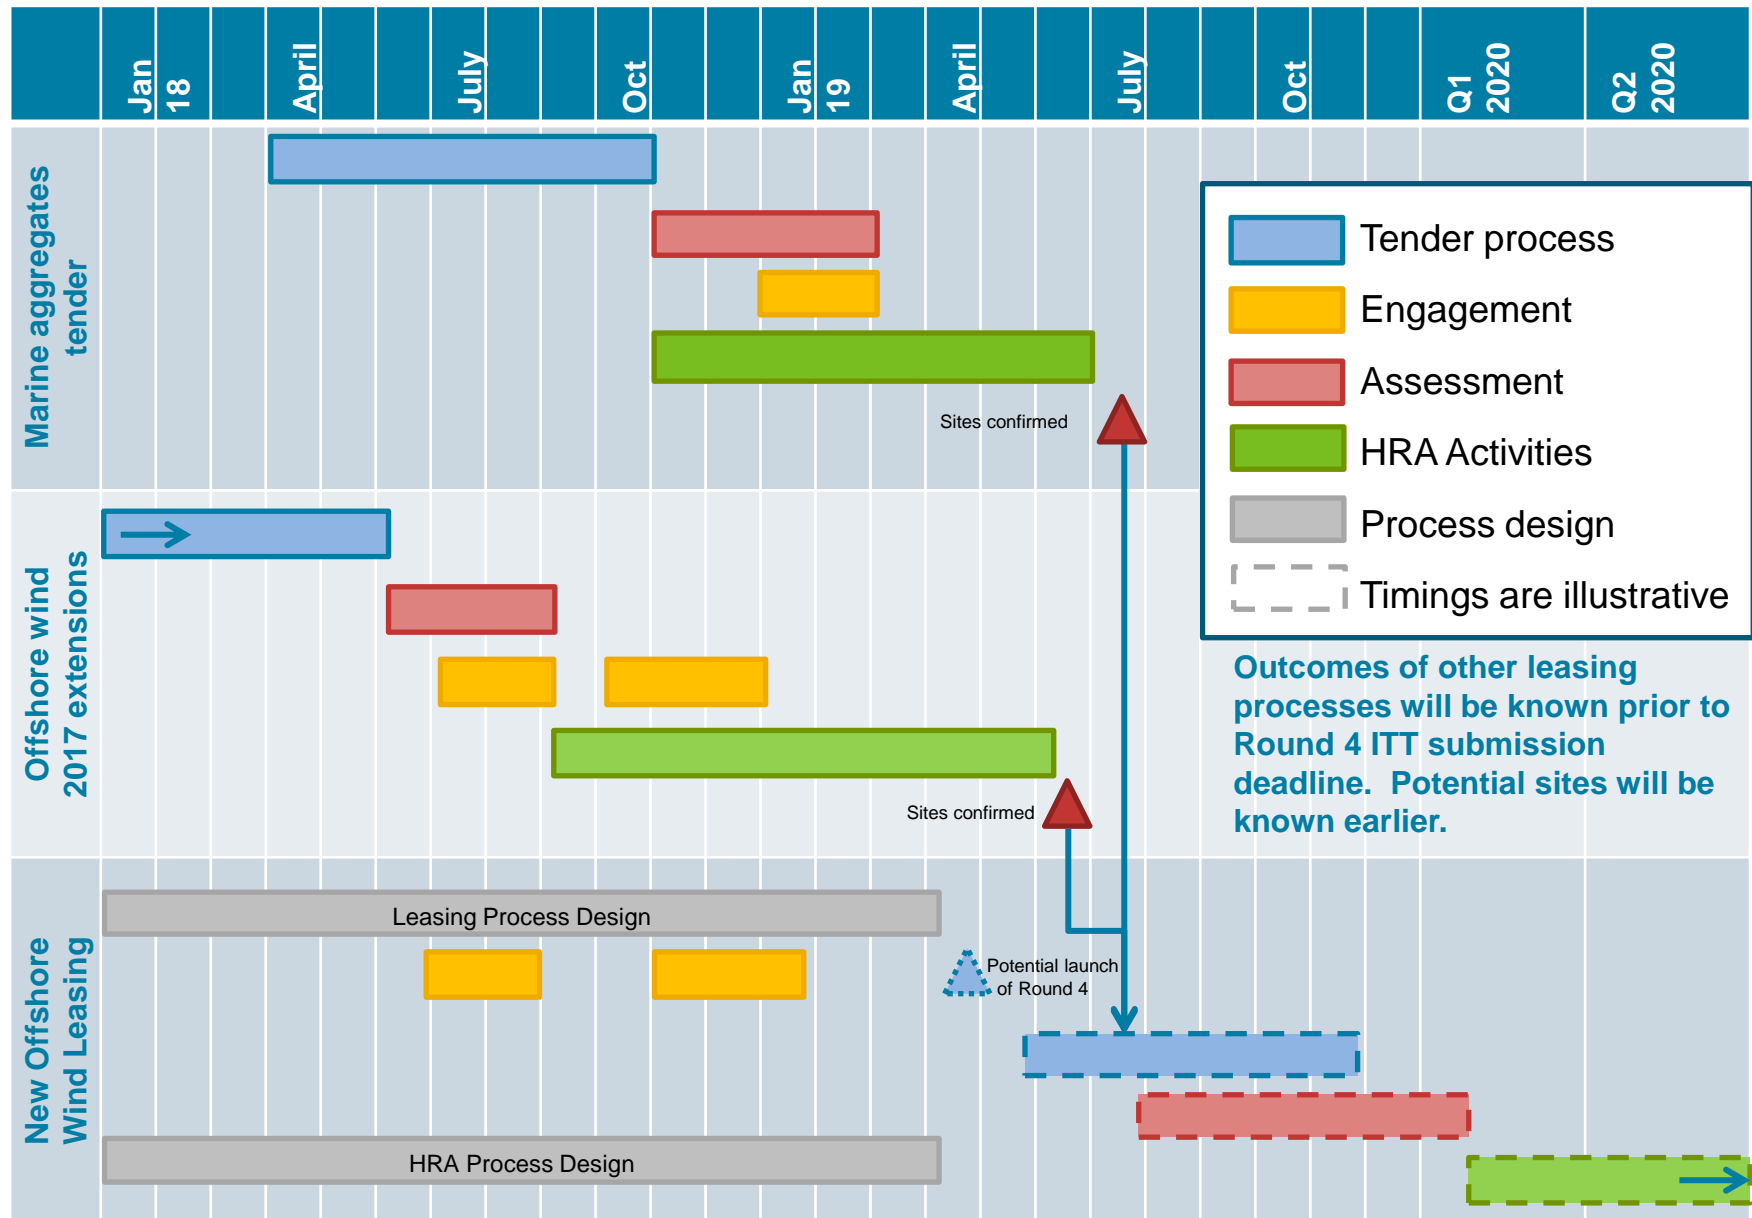 Jan
18
April
July
Oct
Jan
19
April
July
Oct
Q1
2020
Q2
2020
Marine aggregates
tender
Sites confirmed
Tender process
Engagement
Assessment
HRA Activities
Process design
Timings are illustrative
Offshore wind
2017 extensions
Sites confirmed
Outcomes of other leasing
processes will be known prior to
Round 4 ITT submission
deadline.  Potential sites will be
known earlier.
New Offshore
Wind Leasing
Leasing Process Design
Potential launch
of Round 4
HRA Process Design